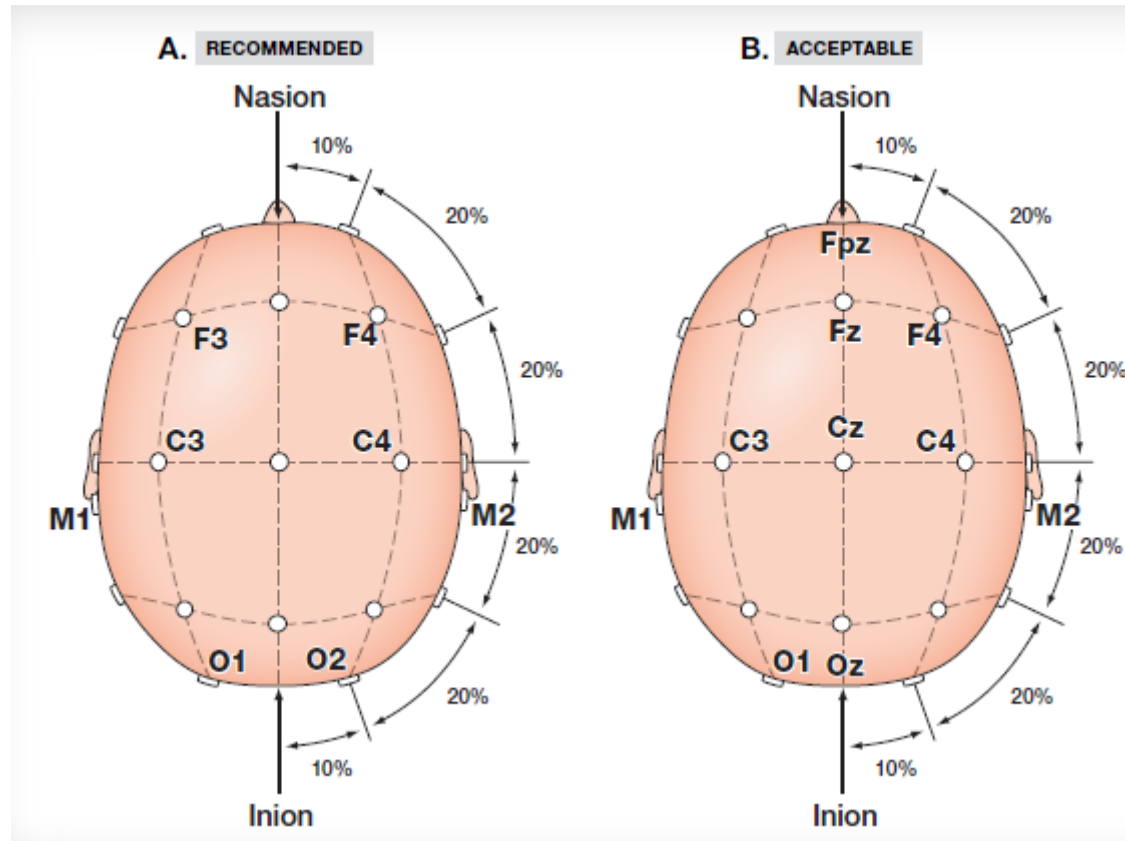 A. RECOMMENDED
Nasion
10%
20%
F3
F4
20%
C3
C4
M1
M2
20%
O1
O2
20%
10%
Inion
B. ACCEPTABLE
Nasion
10%
20%
Fpz
Fz
F4
20%
C3
Cz
C4
M1
M2
20%
O1
Oz
20%
10%
Inion